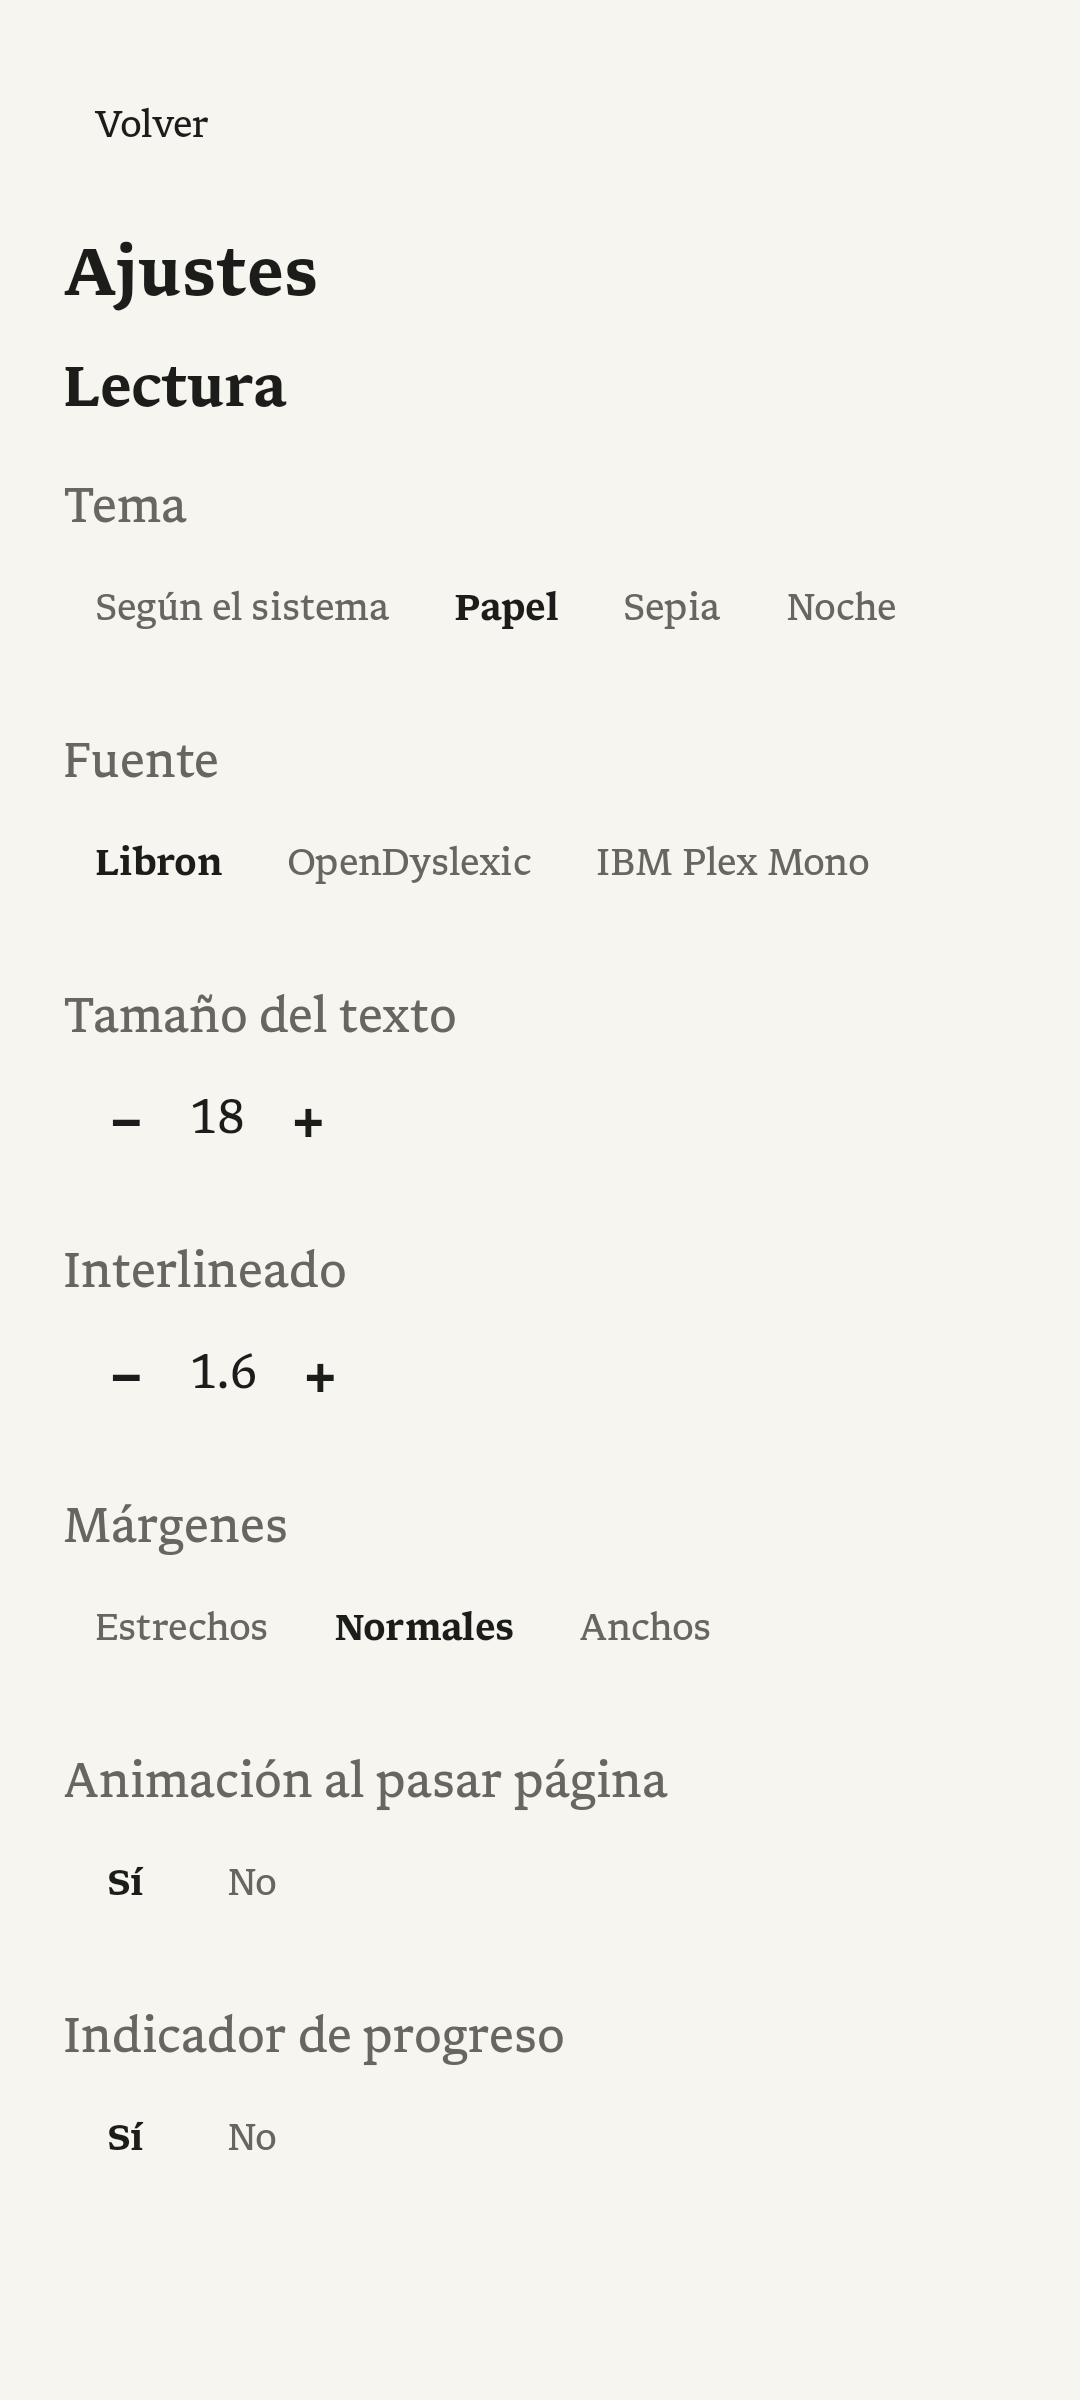 Volver
Ajustes
Lectura
Tema
Según el sistema Papel Sepia Noche
Fuente
Libron OpenDyslexic IBM Plex Mono
Tamaño del texto
– 18 +
Interlineado
– 1.6 +
Márgenes
Estrechos Normales Anchos
Animación al pasar página
Sí No
Indicador de progreso
Sí No